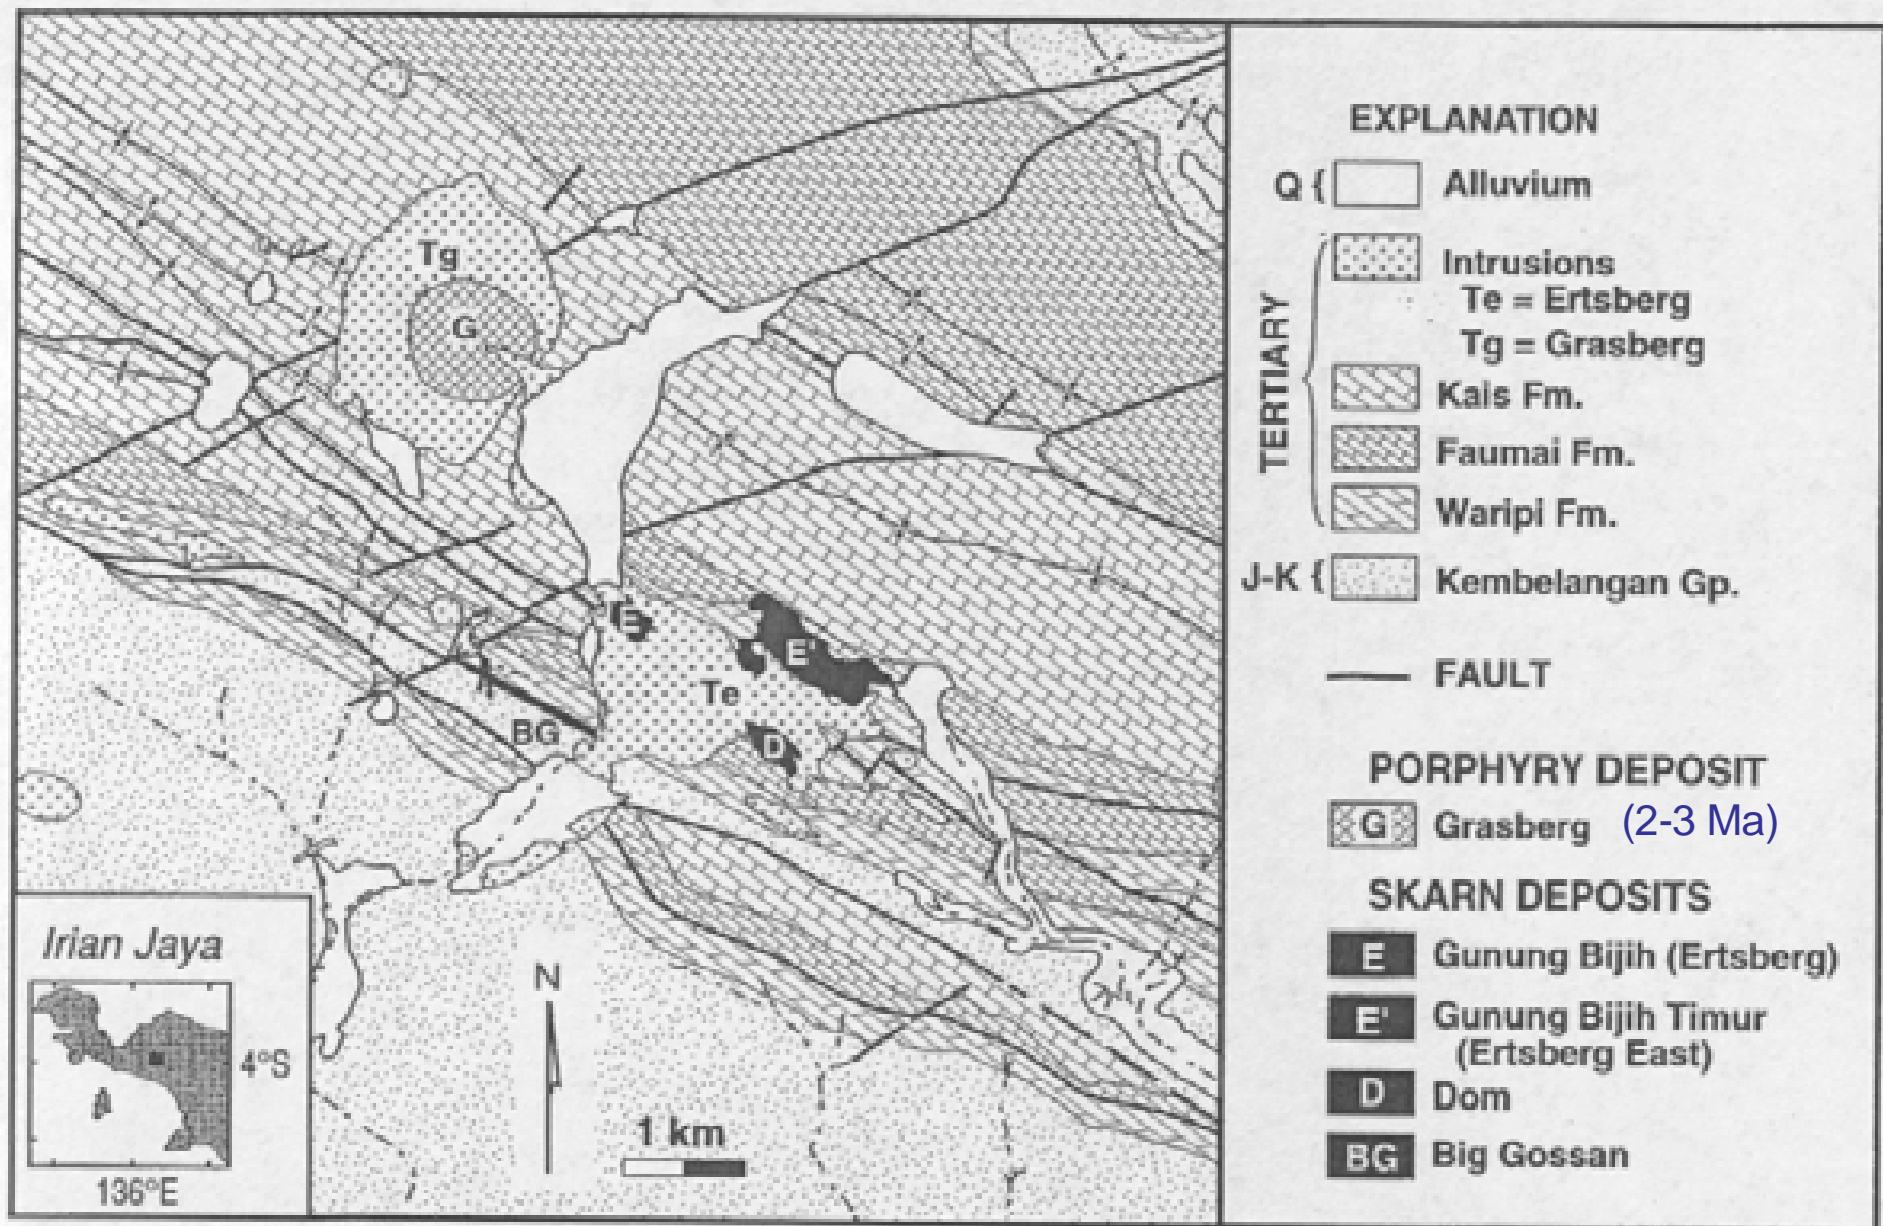 Tg
G
E
E'
Te
BG
D
Irian Jaya
4°S
136°E
N
1 km
EXPLANATION
Q { Alluvium
TERTIARY
Intrusions
Te = Ertsberg
Tg = Grasberg
Kais Fm.
Faumai Fm.
Waripi Fm.
J-K { Kembelangan Gp.
FAULT
PORPHYRY DEPOSIT
G Grasberg (2-3 Ma)
SKARN DEPOSITS
E Gunung Bijih (Ertsberg)
E' Gunung Bijih Timur
(Ertsberg East)
D Dom
BG Big Gossan